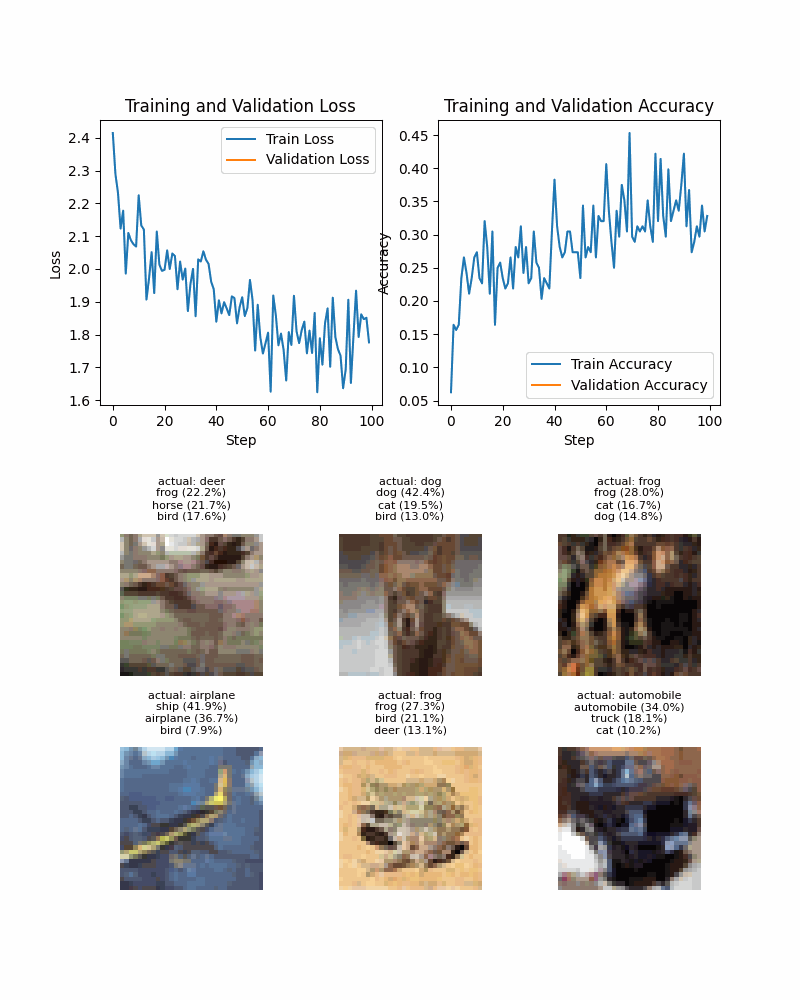 Training and Validation Loss
Training and Validation Accuracy
2.4
2.3
2.2
2.1
2.0
1.9
1.8
1.7
1.6
Loss
Train Loss
Validation Loss
0 20 40 60 80 100
Step
0.45
0.40
0.35
0.30
0.25
0.20
0.15
0.10
0.05
Accuracy
Train Accuracy
Validation Accuracy
0 20 40 60 80 100
Step
actual: deer
frog (22.2%)
horse (21.7%)
bird (17.6%)
actual: dog
dog (42.4%)
cat (19.5%)
bird (13.0%)
actual: frog
frog (28.0%)
cat (16.7%)
dog (14.8%)
actual: airplane
ship (41.9%)
airplane (36.7%)
bird (7.9%)
actual: frog
frog (27.3%)
bird (21.1%)
deer (13.1%)
actual: automobile
automobile (34.0%)
truck (18.1%)
cat (10.2%)